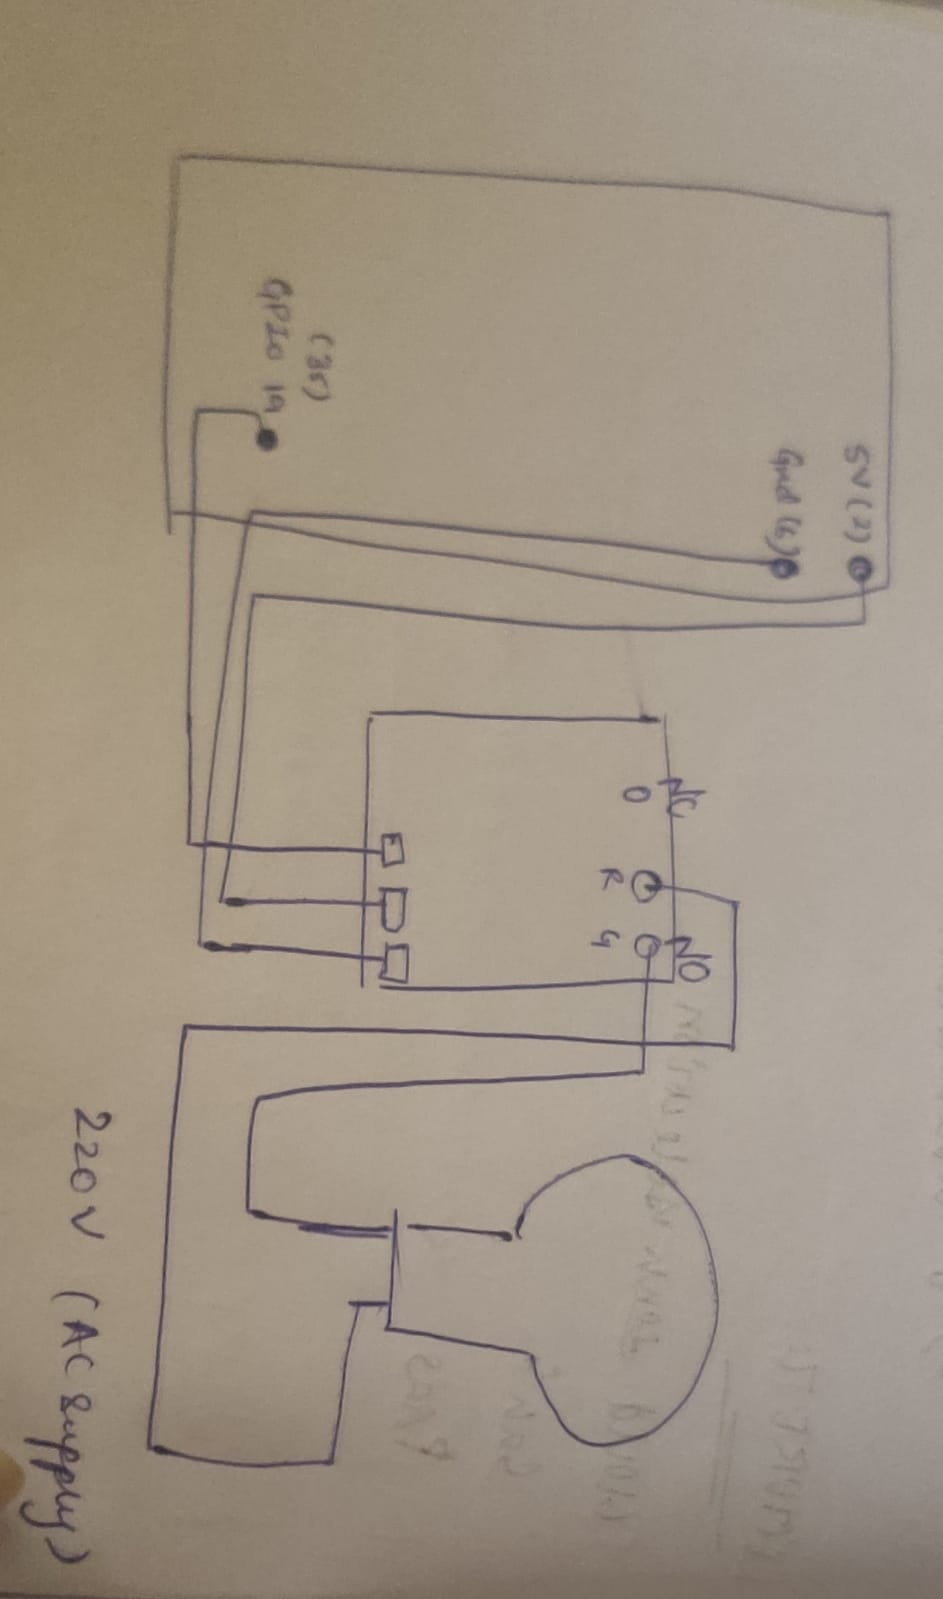 5V (2)
Gnd (6)
NC
NO
R
G
(35)
GPIO 19
220V (AC supply)